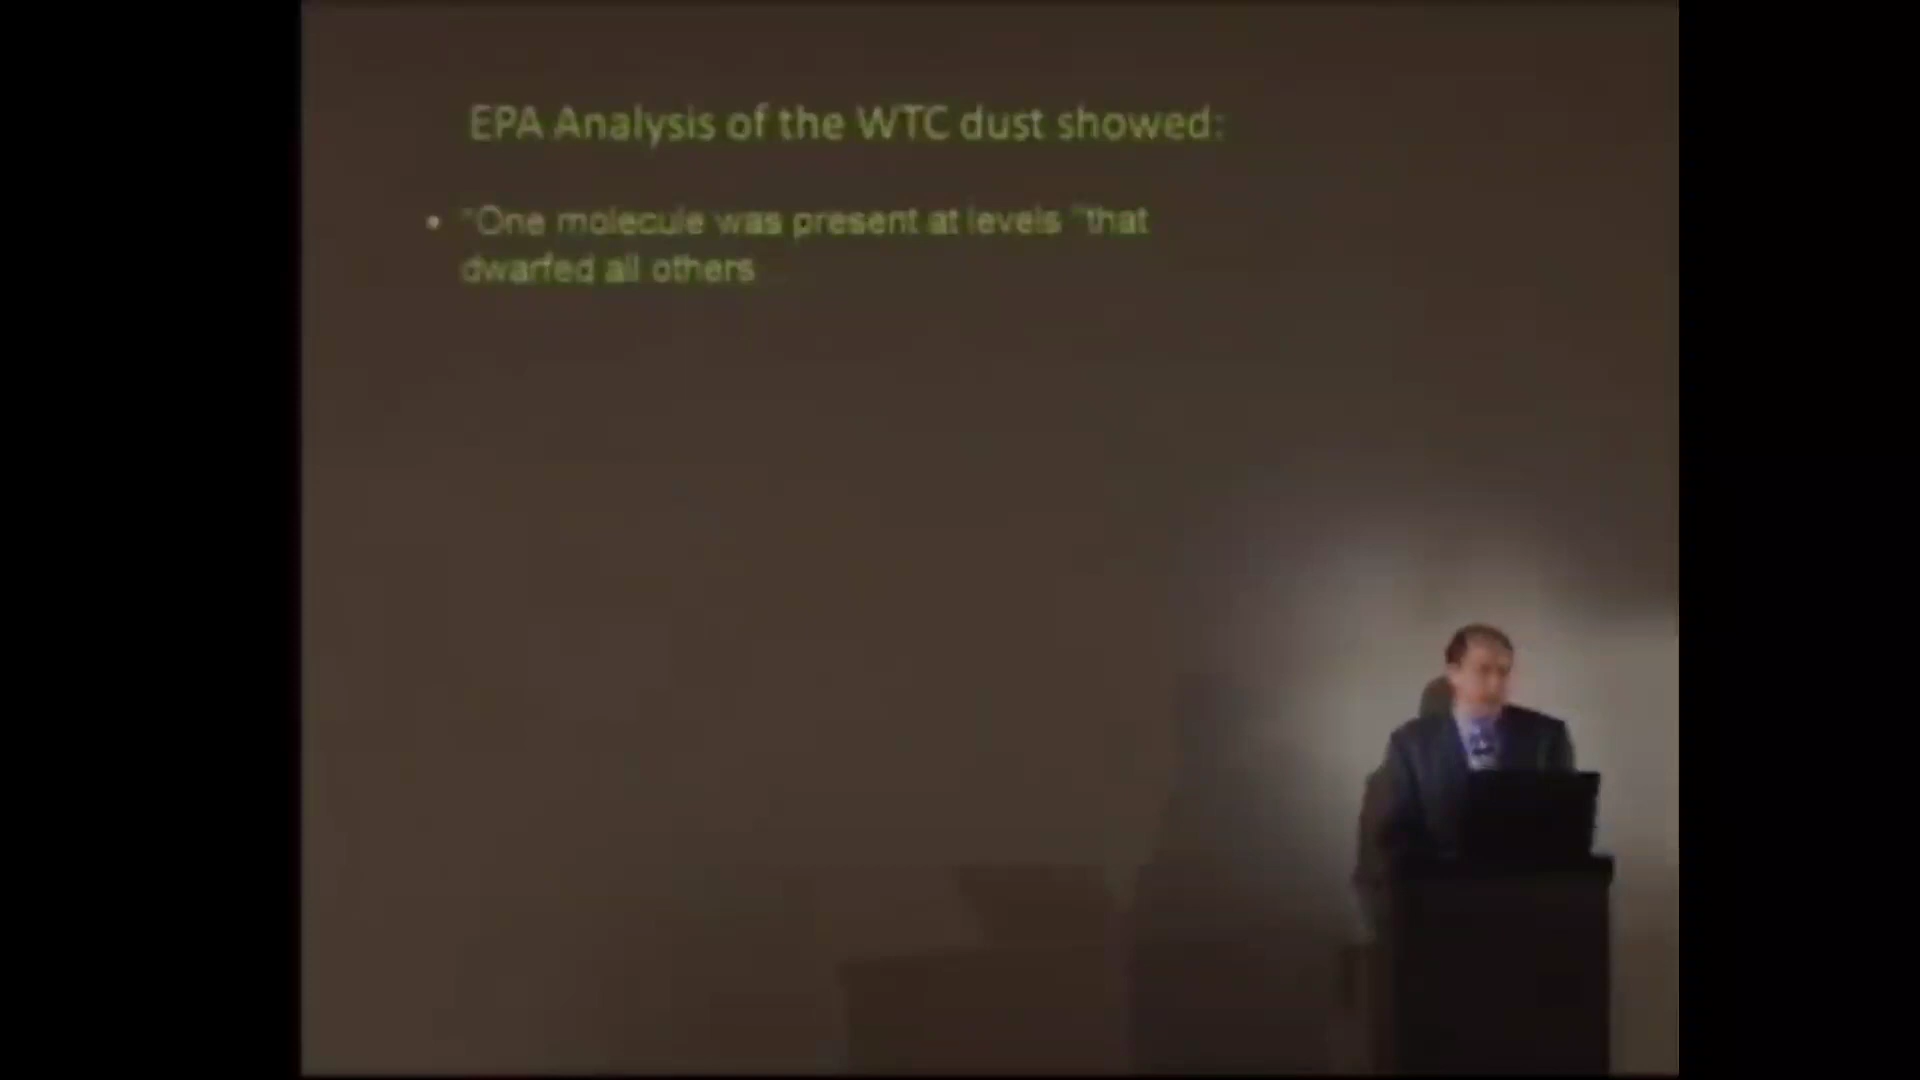 EPA Analysis of the WTC dust showed:
• "One molecule was present at levels "that
dwarfed all others